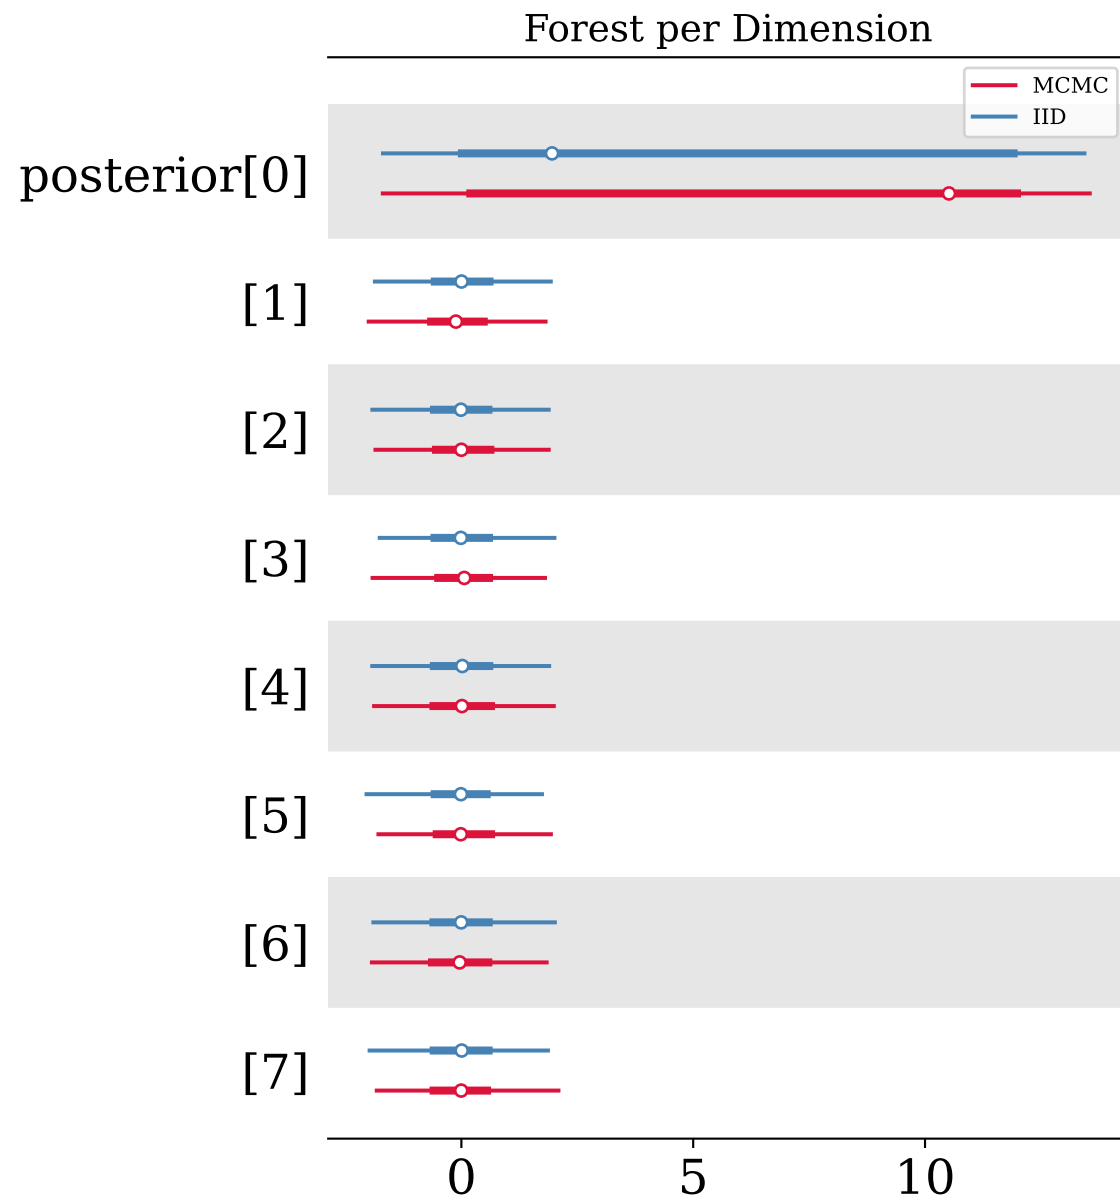 Forest per Dimension
MCMC
IID
posterior[0]
[1]
[2]
[3]
[4]
[5]
[6]
[7]
0 5 10